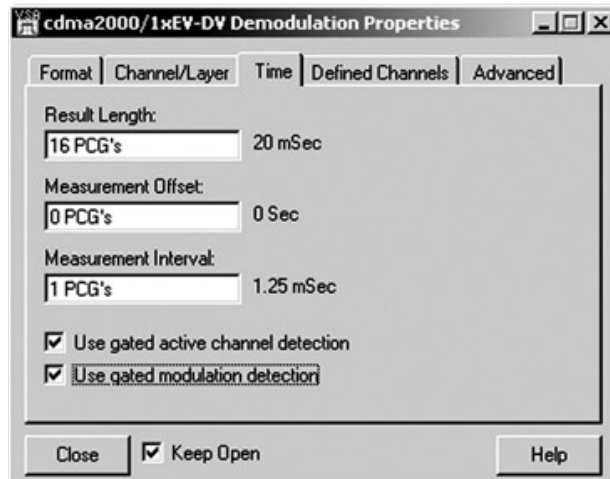 VSA
cdma2000/1xEV-DV Demodulation Properties
Format Channel/Layer Time Defined Channels Advanced
Result Length:
16 PCG's 20 mSec
Measurement Offset:
0 PCG's 0 Sec
Measurement Interval:
1 PCG's 1.25 mSec
Use gated active channel detection
Use gated modulation detection
Close Keep Open Help